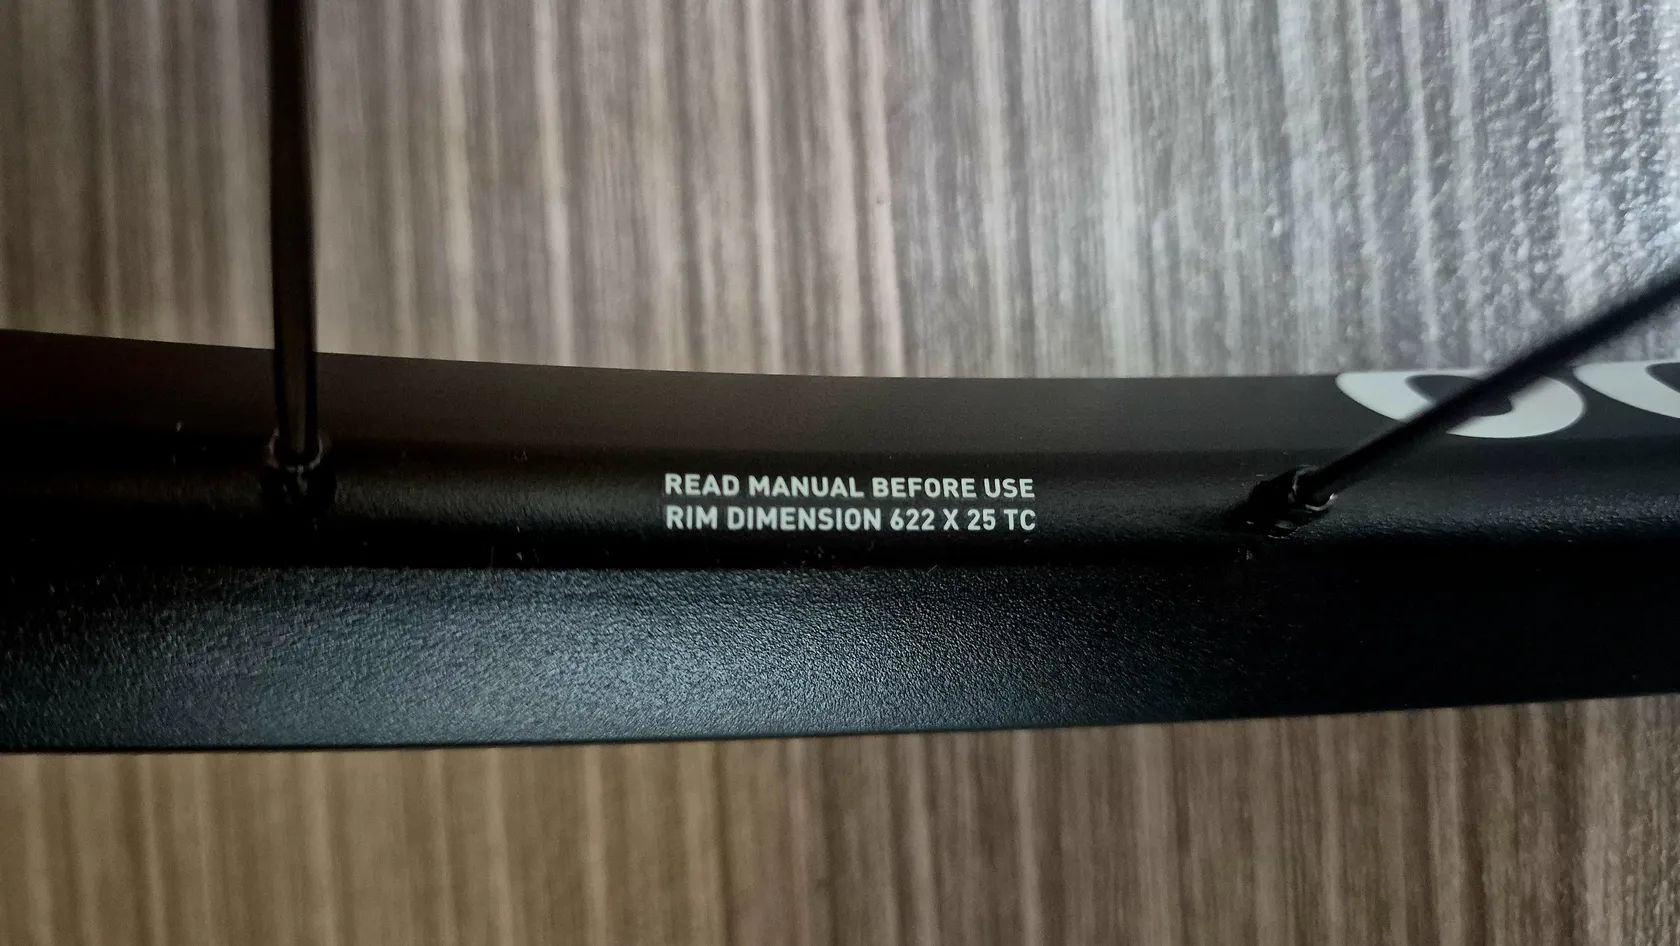 READ MANUAL BEFORE USE
RIM DIMENSION 622 X 25 TC